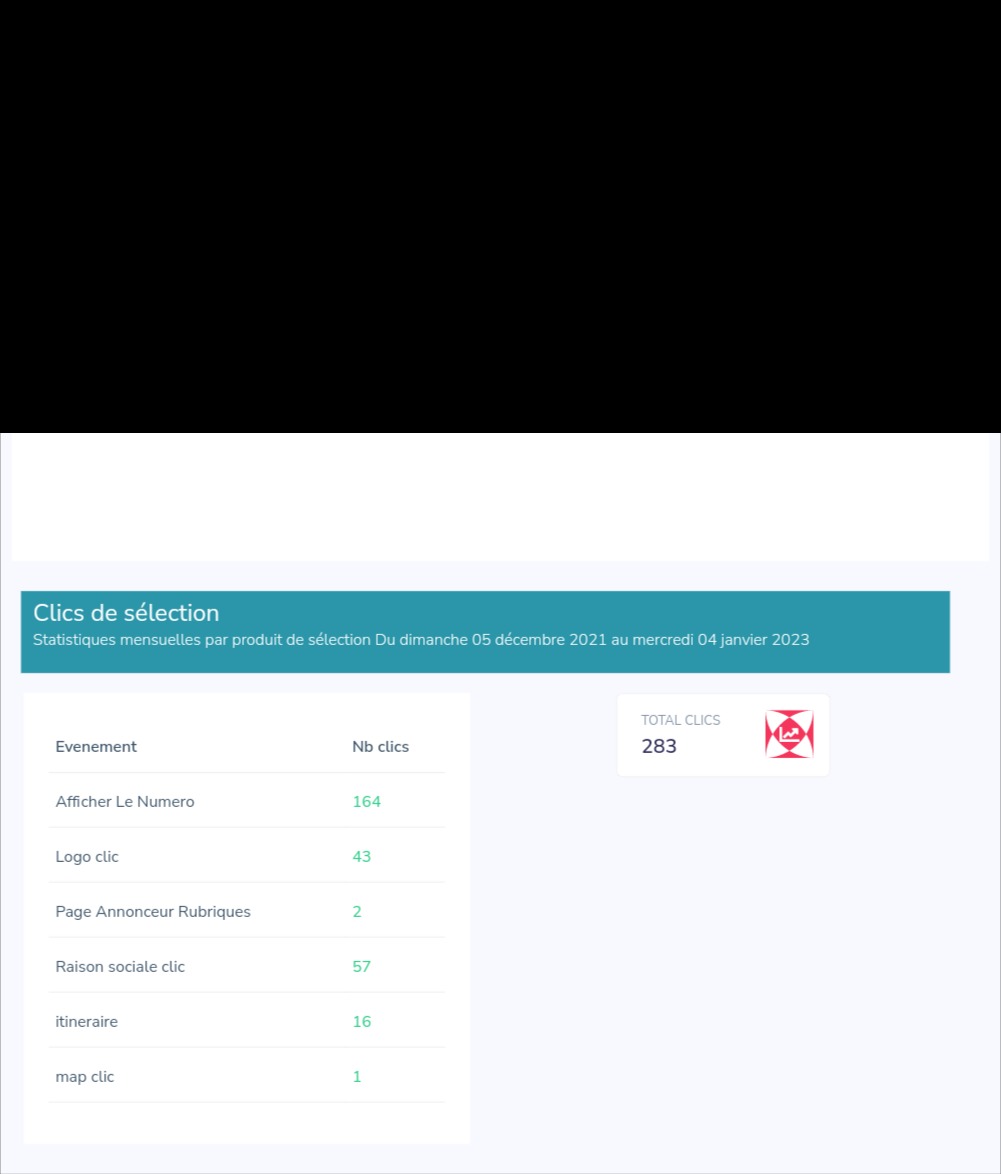 Clics de sélection
Statistiques mensuelles par produit de sélection Du dimanche 05 décembre 2021 au mercredi 04 janvier 2023
Evenement Nb clics
Afficher Le Numero 164
Logo clic 43
Page Annonceur Rubriques 2
Raison sociale clic 57
itineraire 16
map clic 1
TOTAL CLICS
283